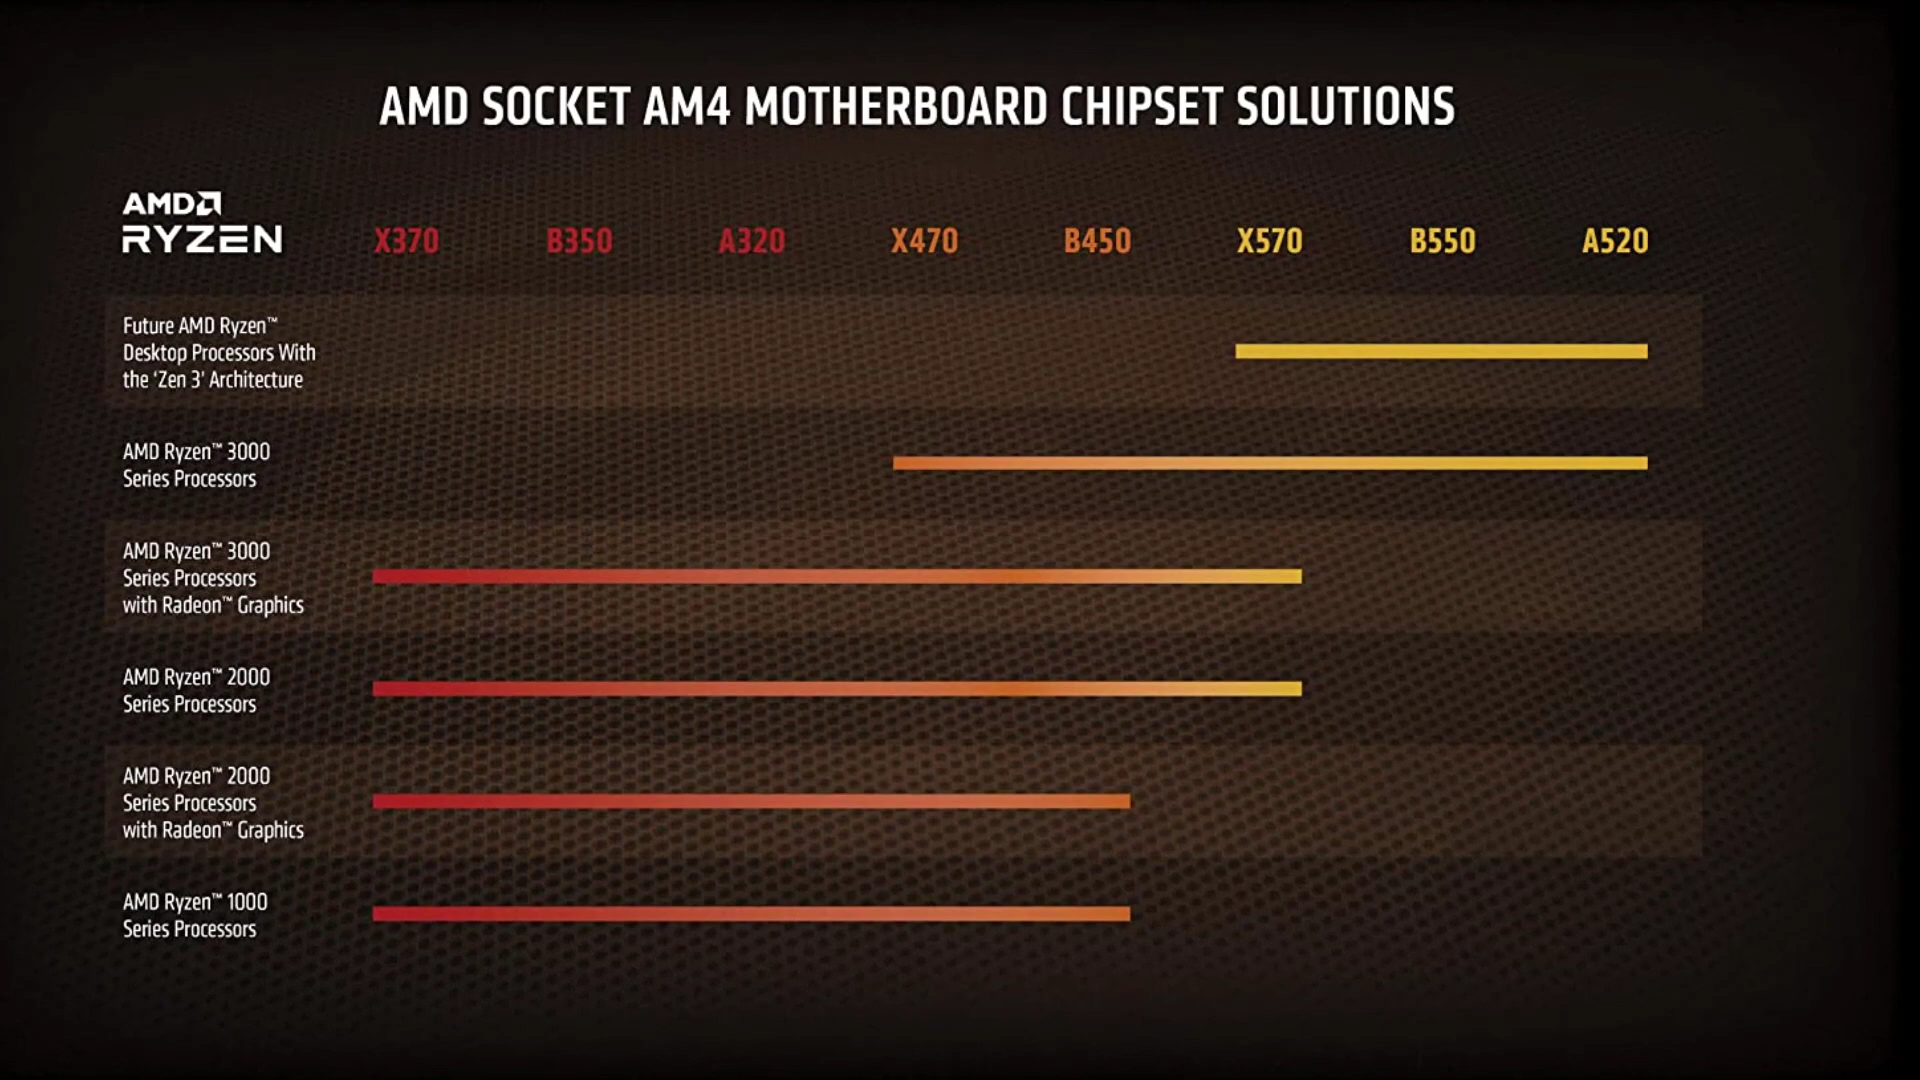 AMD SOCKET AM4 MOTHERBOARD CHIPSET SOLUTIONS
AMD
RYZEN
X370 B350 A320 X470 B450 X570 B550 A520
Future AMD Ryzen™
Desktop Processors With
the ‘Zen 3’ Architecture
AMD Ryzen™ 3000
Series Processors
AMD Ryzen™ 3000
Series Processors
with Radeon™ Graphics
AMD Ryzen™ 2000
Series Processors
AMD Ryzen™ 2000
Series Processors
with Radeon™ Graphics
AMD Ryzen™ 1000
Series Processors